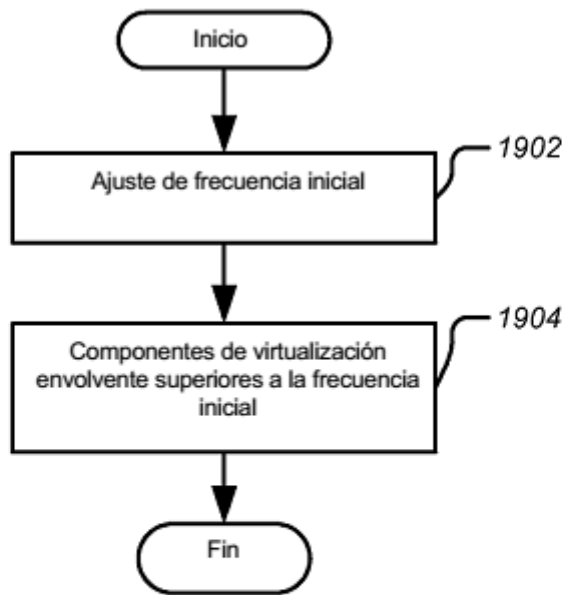 Inicio
1902
Ajuste de frecuencia inicial
1904
Componentes de virtualización
envolvente superiores a la frecuencia
inicial
Fin